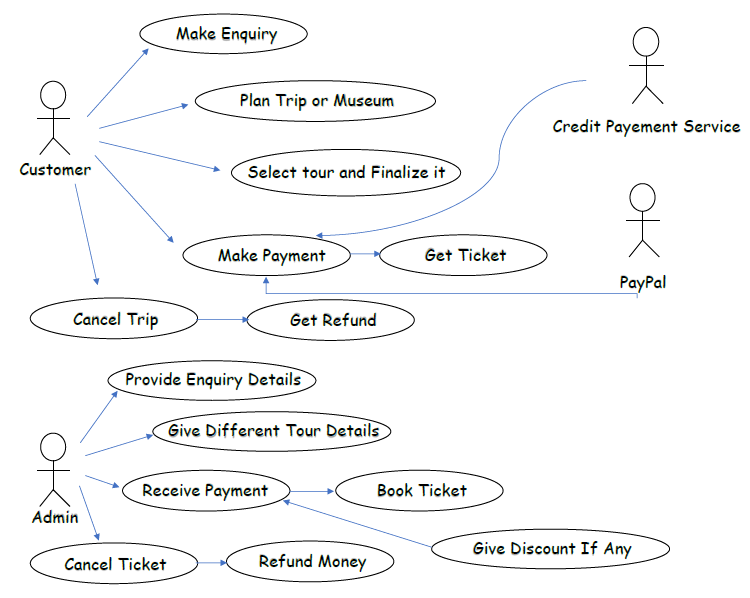 Make Enquiry
Plan Trip or Museum
Credit Payement Service
Customer
Select tour and Finalize it
Make Payment
Get Ticket
PayPal
Cancel Trip
Get Refund
Provide Enquiry Details
Give Different Tour Details
Receive Payment
Book Ticket
Admin
Give Discount If Any
Cancel Ticket
Refund Money